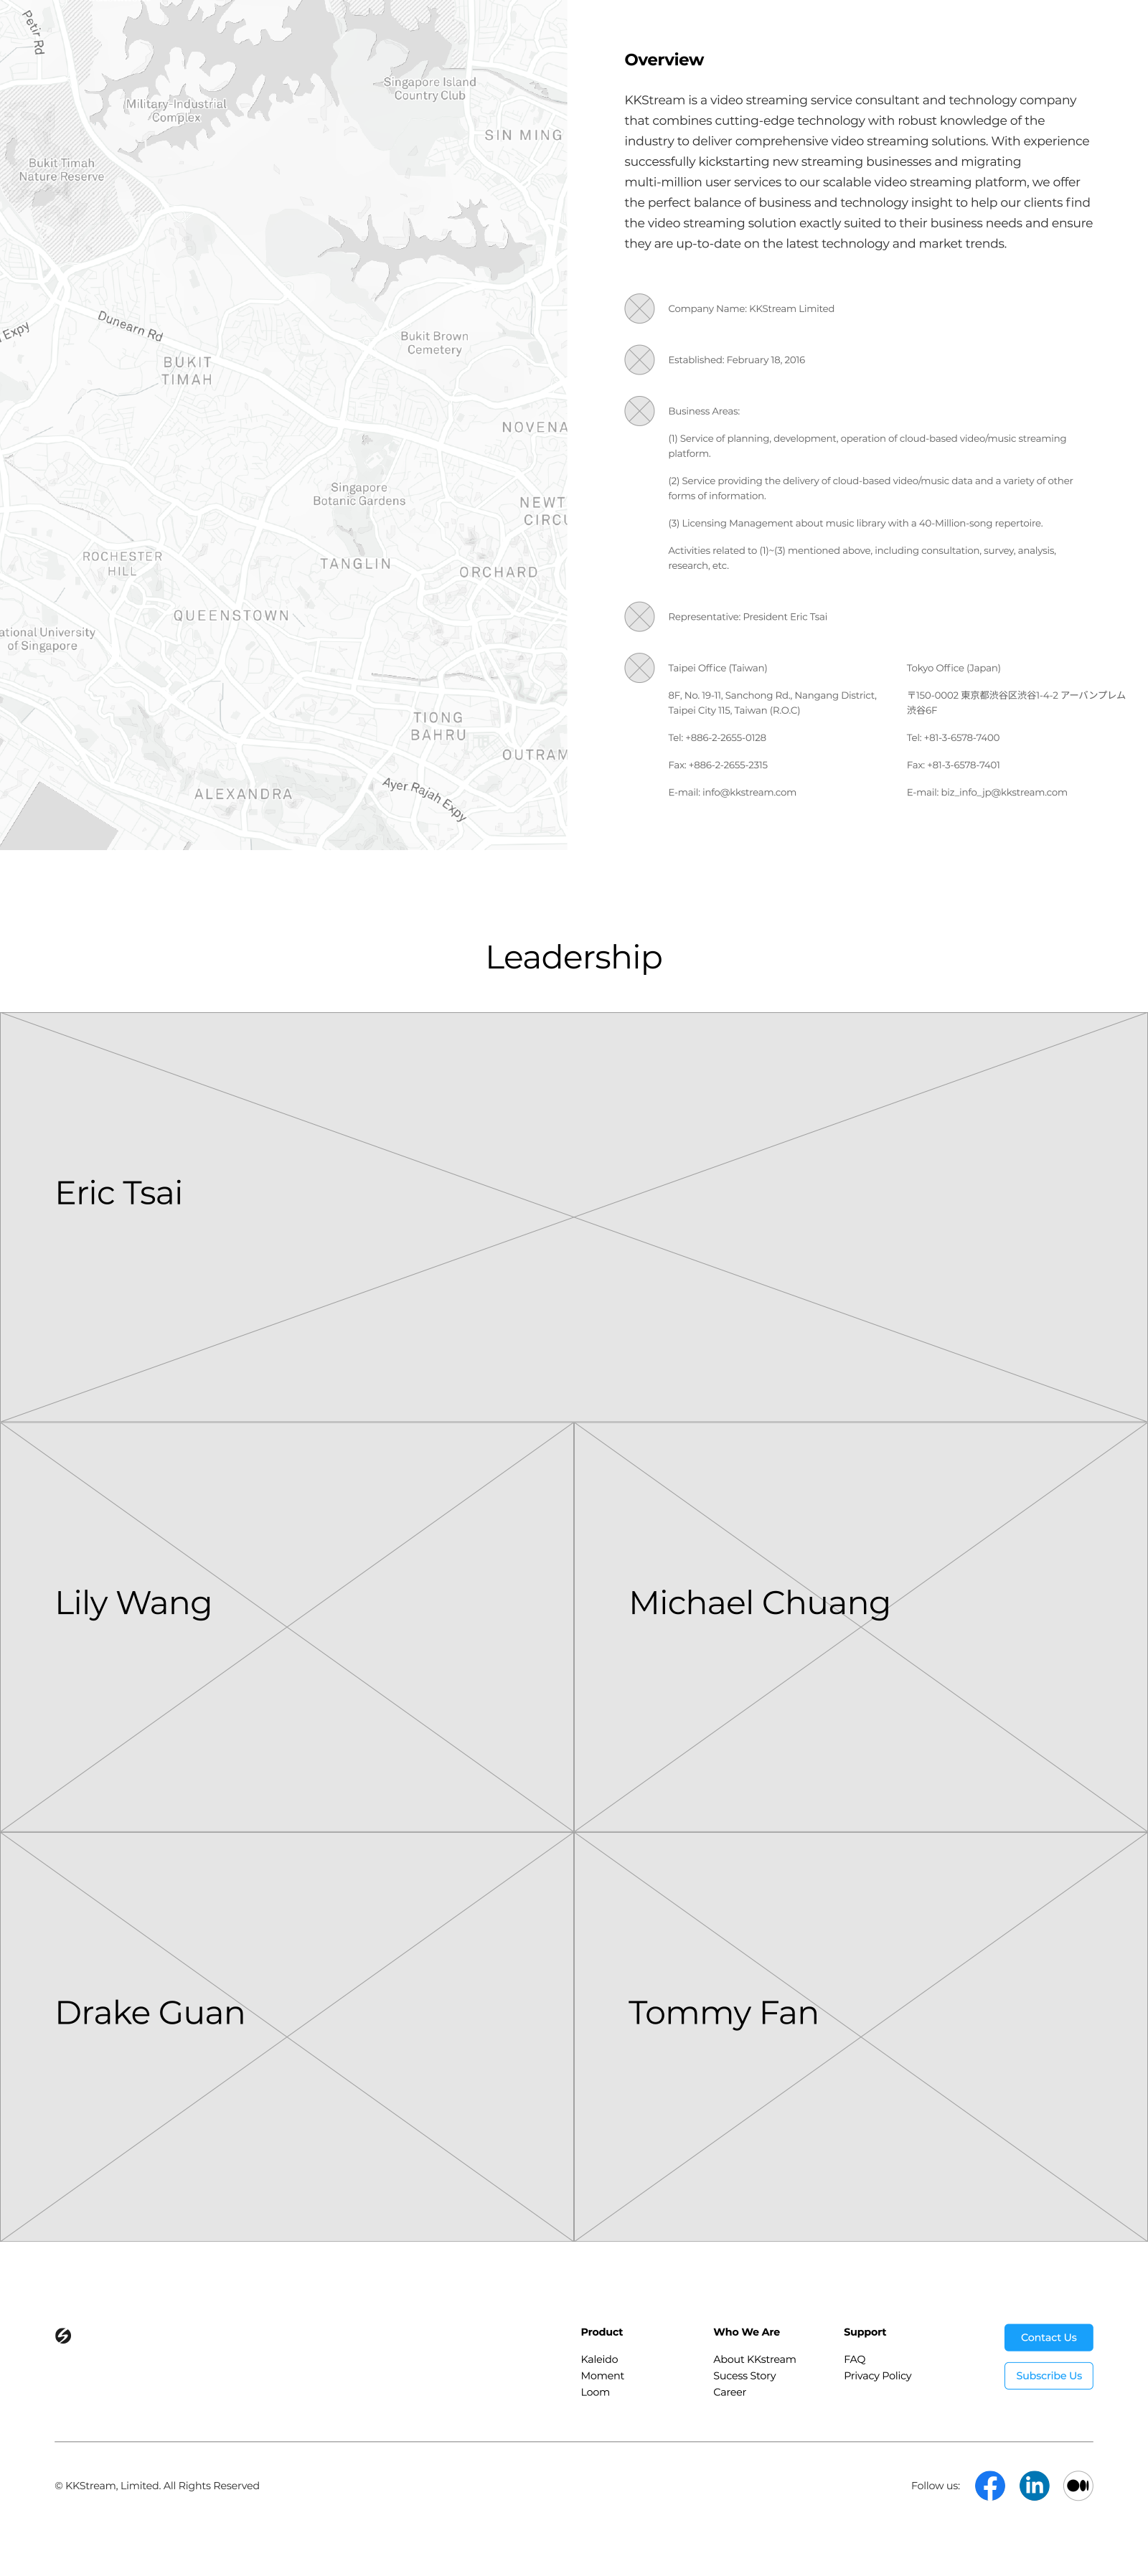 Petir Rd
Singapore Island
Country Club
Military-Industrial
Complex
SIN MING
Bukit Timah
Nature Reserve
Expy
Dunearn Rd
Bukit Brown
Cemetery
BUKIT
TIMAH
NOVENA
Singapore
Botanic Gardens
NEWT
CIRCU
ROCHESTER
HILL
TANGLIN
ORCHARD
QUEENSTOWN
ational University
of Singapore
TIONG
BAHRU
OUTRAM
ALEXANDRA
Ayer Rajah Expy
Overview
KKStream is a video streaming service consultant and technology company
that combines cutting-edge technology with robust knowledge of the
industry to deliver comprehensive video streaming solutions. With experience
successfully kickstarting new streaming businesses and migrating
multi-million user services to our scalable video streaming platform, we offer
the perfect balance of business and technology insight to help our clients find
the video streaming solution exactly suited to their business needs and ensure
they are up-to-date on the latest technology and market trends.
Company Name: KKStream Limited
Established: February 18, 2016
Business Areas:
(1) Service of planning, development, operation of cloud-based video/music streaming
platform.
(2) Service providing the delivery of cloud-based video/music data and a variety of other
forms of information.
(3) Licensing Management about music library with a 40-Million-song repertoire.
Activities related to (1)~(3) mentioned above, including consultation, survey, analysis,
research, etc.
Representative: President Eric Tsai
Taipei Office (Taiwan)
8F, No. 19-11, Sanchong Rd., Nangang District,
Taipei City 115, Taiwan (R.O.C)
Tel: +886-2-2655-0128
Fax: +886-2-2655-2315
E-mail: info@kkstream.com
Tokyo Office (Japan)
〒150-0002 東京都渋谷区渋谷1-4-2 アーバンプレム
渋谷6F
Tel: +81-3-6578-7400
Fax: +81-3-6578-7401
E-mail: biz_info_jp@kkstream.com
Leadership
Eric Tsai
Lily Wang
Michael Chuang
Drake Guan
Tommy Fan
Product
Kaleido
Moment
Loom
Who We Are
About KKstream
Sucess Story
Career
Support
FAQ
Privacy Policy
Contact Us
Subscribe Us
© KKStream, Limited. All Rights Reserved
Follow us:
in